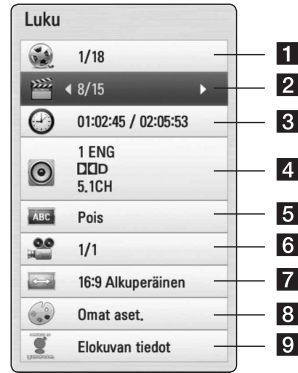 Luku
1/18
1
8/15
2
01:02:45 / 02:05:53
3
1 ENG
D
5.1CH
4
ABC
Pois
5
1/1
6
16:9 Alkuperäinen
7
Omat aset.
8
Elokuvan tiedot
9